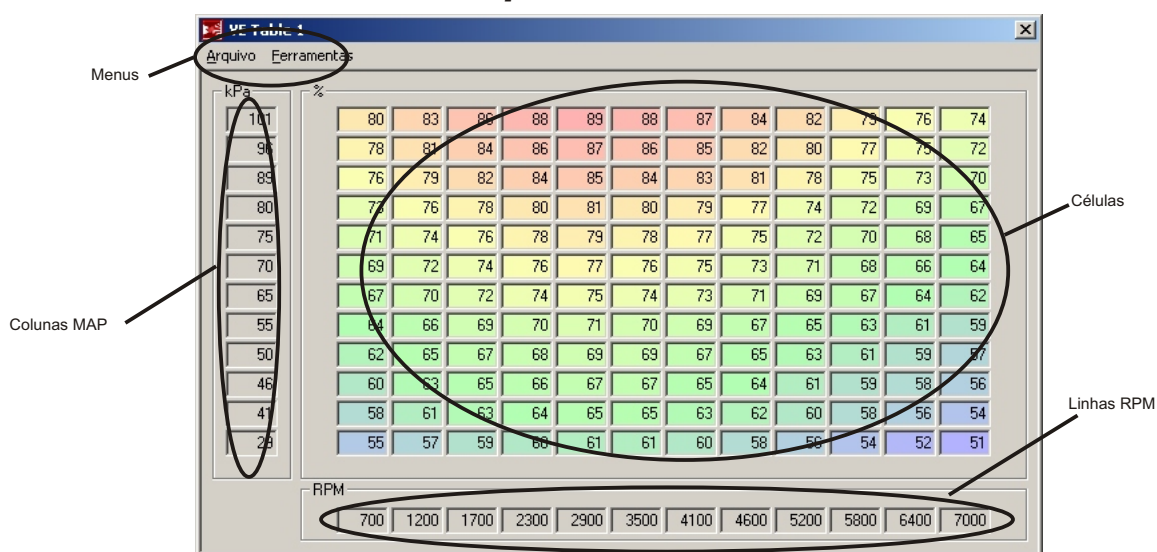 VE Table 1
Arquivo Ferramentas
Menus
kPa
%
101 80 83 86 88 89 88 87 84 82 79 76 74
96 78 81 84 86 87 86 85 82 80 77 75 72
89 76 79 82 84 85 84 83 81 78 75 73 70
80 73 76 78 80 81 80 79 77 74 72 69 67
Células
75 71 74 76 78 79 78 77 75 72 70 68 65
70 69 72 74 76 77 76 75 73 71 68 66 64
65 67 70 72 74 75 74 73 71 69 67 64 62
Colunas MAP
55 64 66 69 70 71 70 69 67 65 63 61 59
50 62 65 67 68 69 69 67 65 63 61 59 57
46 60 63 65 66 67 67 65 64 61 59 58 56
Linhas RPM
41 58 61 63 64 65 65 63 62 60 58 56 54
29 55 57 59 60 61 61 60 58 56 54 52 51
RPM
700 1200 1700 2300 2900 3500 4100 4600 5200 5800 6400 7000